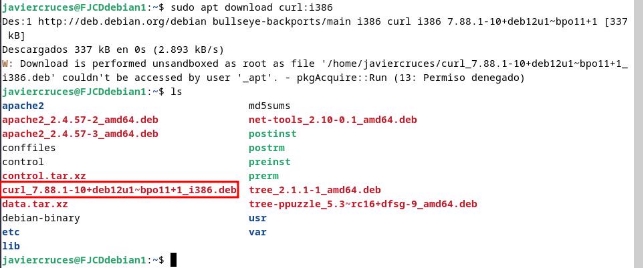 javiercruces@FJCDdebian1:~$ sudo apt download curl:i386
Des:1 http://deb.debian.org/debian bullseye-backports/main i386 curl i386 7.88.1-10+deb12u1~bpo11+1 [337
 kB]
Descargados 337 kB en 0s (2.893 kB/s)
W: Download is performed unsandboxed as root as file '/home/javiercruces/curl_7.88.1-10+deb12u1~bpo11+1_
i386.deb' couldn't be accessed by user '_apt'. - pkgAcquire::Run (13: Permiso denegado)
javiercruces@FJCDdebian1:~$ ls
apache2 md5sums
apache2_2.4.57-2_amd64.deb net-tools_2.10-0.1_amd64.deb
apache2_2.4.57-3_amd64.deb postinst
conffiles postrm
control preinst
control.tar.xz prerm
curl_7.88.1-10+deb12u1~bpo11+1_i386.deb tree_2.1.1-1_amd64.deb
data.tar.xz tree-ppuzzle_5.3~rc16+dfsg-9_amd64.deb
debian-binary usr
etc var
lib
javiercruces@FJCDdebian1:~$